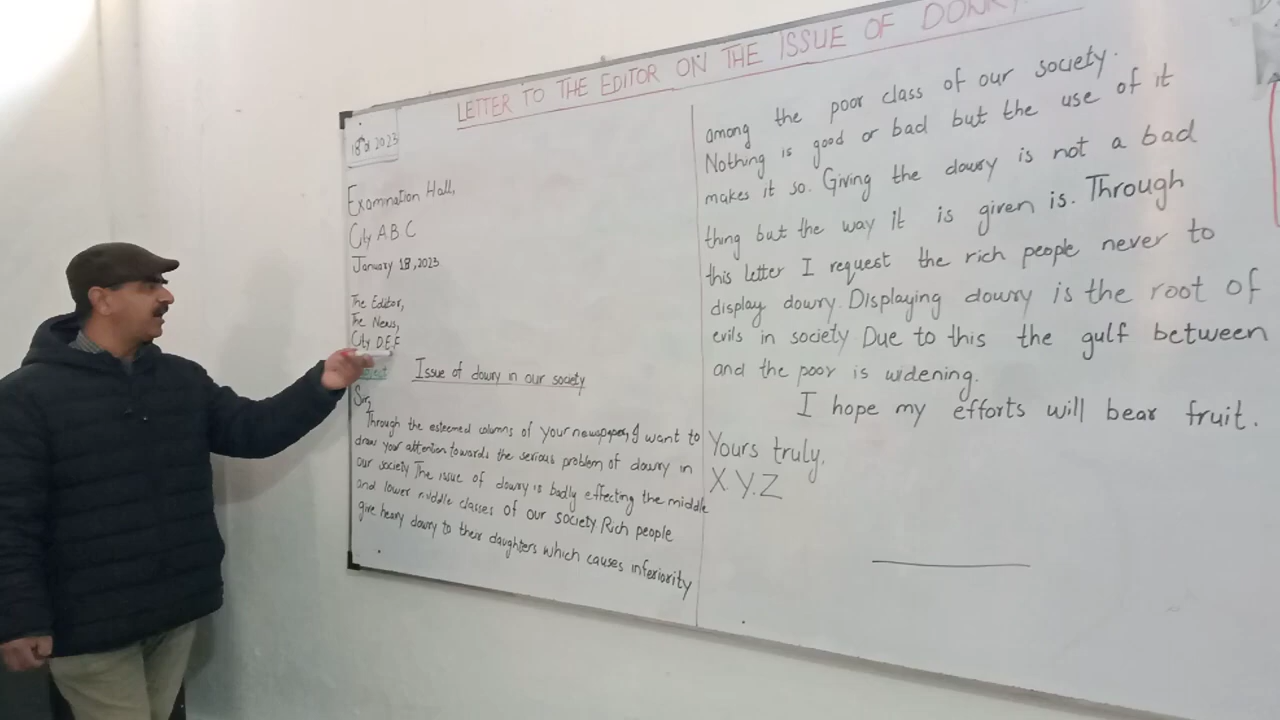 LETTER TO THE EDITOR ON THE ISSUE OF
Examination Hall,
City A B C
January 18, 2023
The Editor,
The News,
City D.E.F
Issue of dowry in our society
Sir,
Through the esteemed columns of your newspaper, I want to
draw your attention towards the serious problem of dowry in
our society The issue of dowry is badly effecting the middle
and lower middle classes of our society Rich people
give heavy dowry to their daughters which causes inferiority
among the poor class of our society.
Nothing is good or bad but the use of it
makes it so. Giving the dowry is not a bad
thing but the way it is given is. Through
this letter I request the rich people never to
display dowry. Displaying dowry is the root of
evils in society Due to this the gulf between
and the poor is widening.
I hope my efforts will bear fruit.
Yours truly,
X.Y.Z